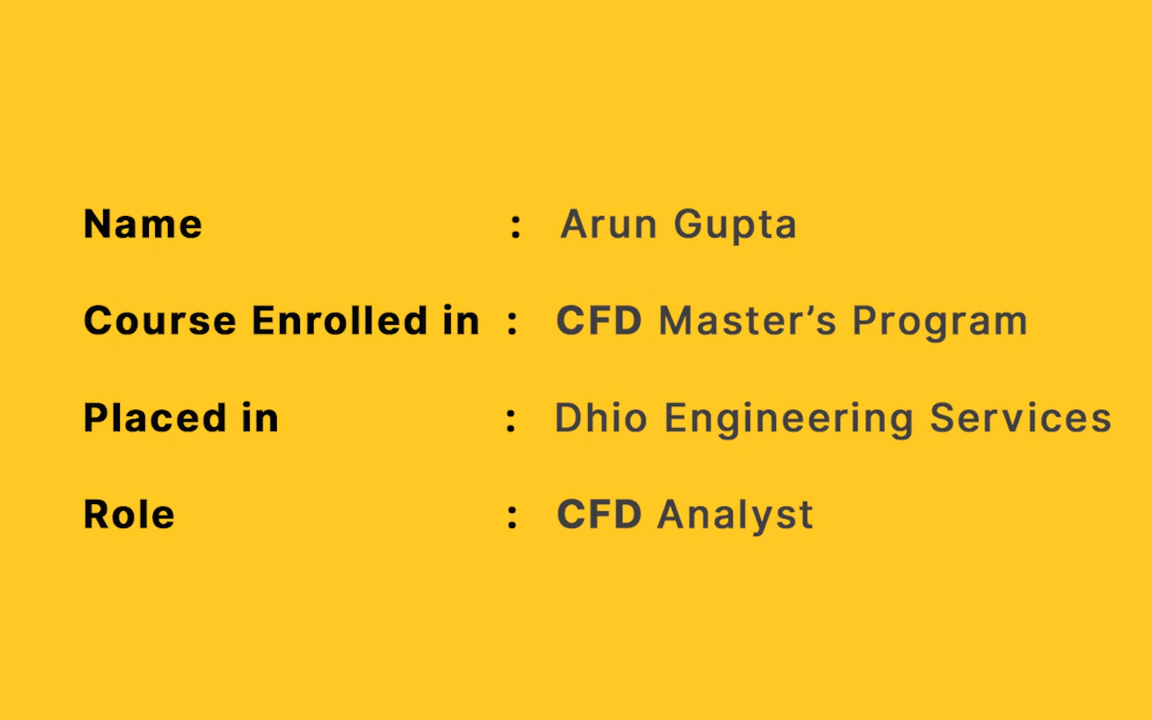 Name : Arun Gupta
Course Enrolled in : CFD Master’s Program
Placed in : Dhio Engineering Services
Role : CFD Analyst